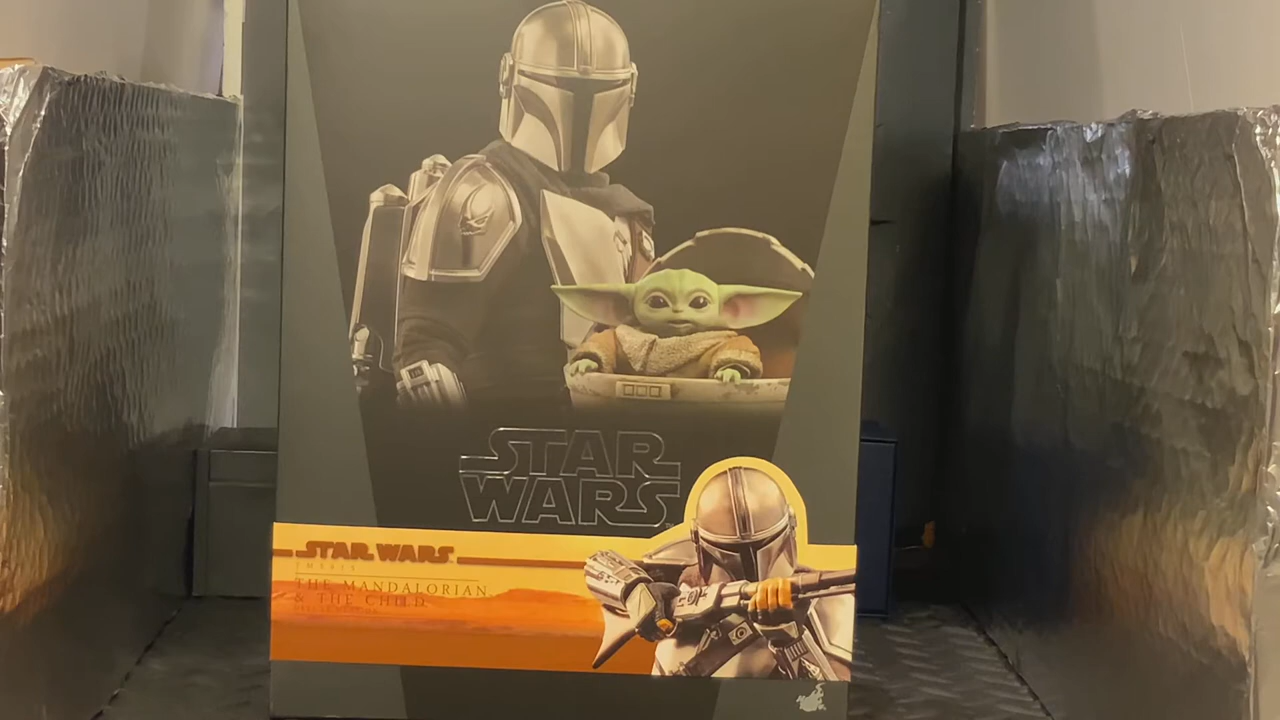 STAR
WARS
STAR WARS
THE MANDALORIAN
& THE CHILD